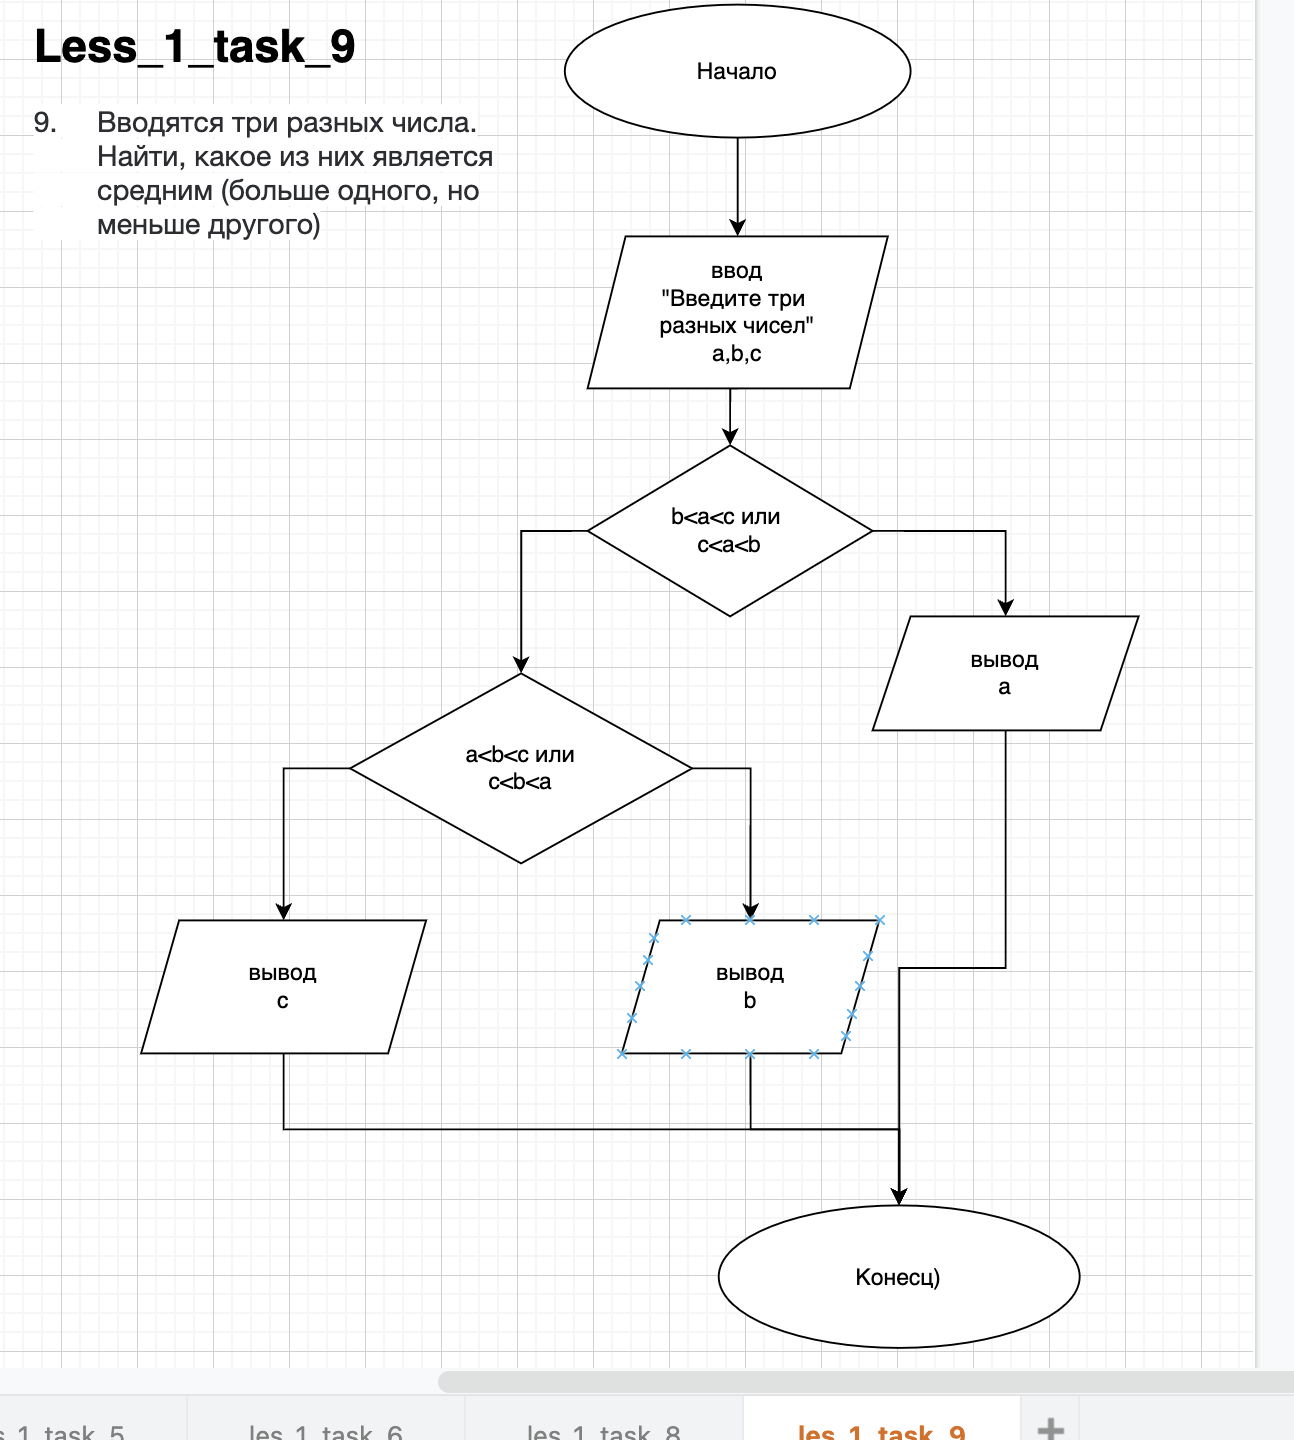 Less_1_task_9
Начало
9. Вводятся три разных числа.
Найти, какое из них является
средним (больше одного, но
меньше другого)
ввод
"Введите три
разных чисел"
a,b,c
b<a<c или
c<a<b
вывод
a
a<b<c или
c<b<a
вывод
c
вывод
b
Конесц)
s_1_task_5
les_1_task_6
les_1_task_8
les_1_task_9